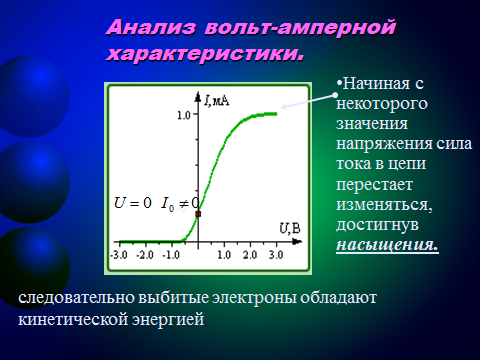 Анализ вольт-амперной
характеристики.
•Начиная с
некоторого
значения
напряжения сила
тока в цепи
перестает
изменяться,
достигнув
насыщения.
I,мА
1.0
U = 0 I₀ ≠ 0
U,В
-3.0 -2.0 -1.0 1.0 2.0 3.0
следовательно выбитые электроны обладают
кинетической энергией